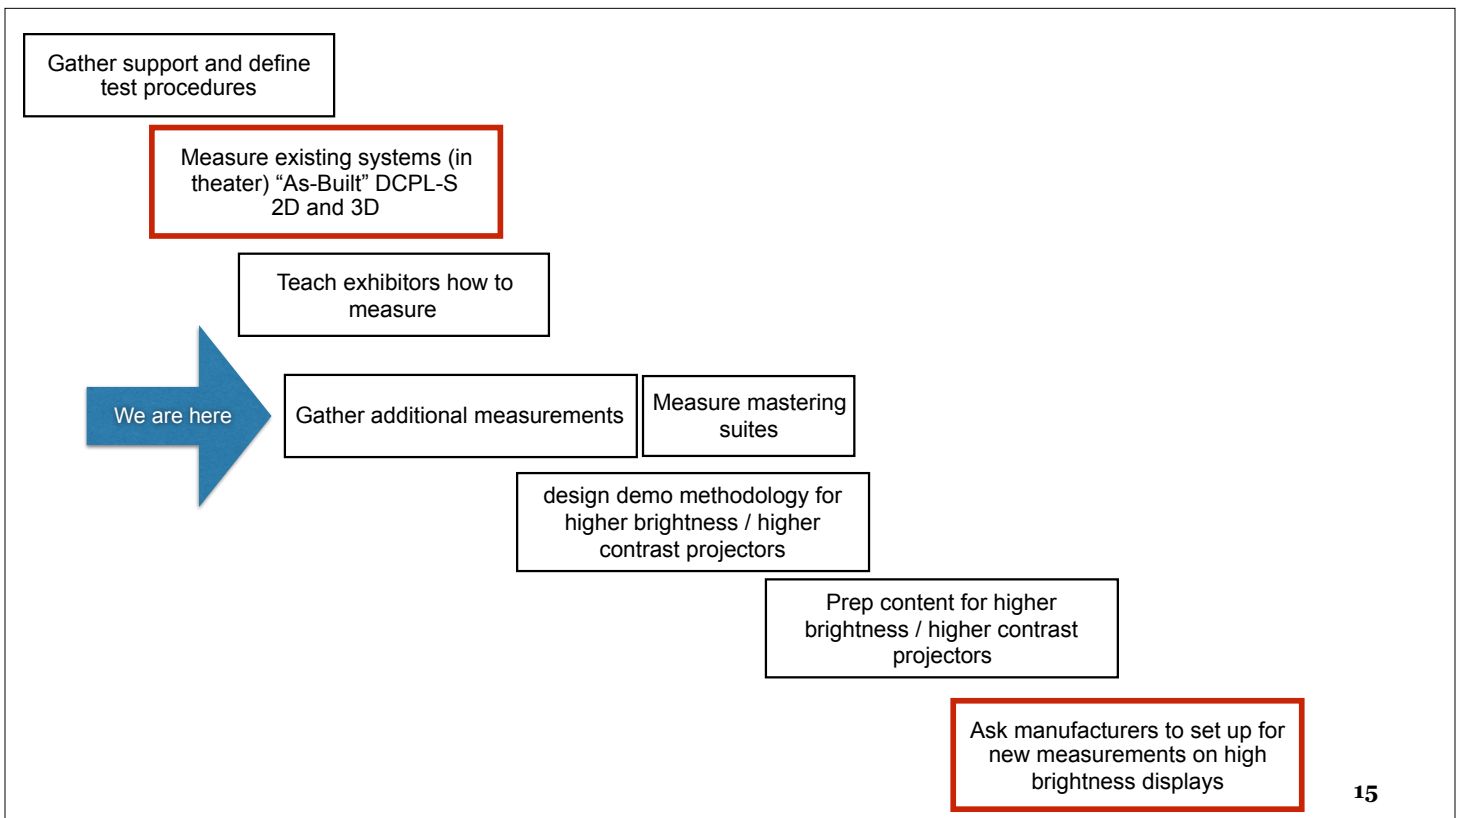 Gather support and define
test procedures
Measure existing systems (in
theater) “As-Built” DCPL-S
2D and 3D
Teach exhibitors how to
measure
We are here
Gather additional measurements
Measure mastering
suites
design demo methodology for
higher brightness / higher
contrast projectors
Prep content for higher
brightness / higher contrast
projectors
Ask manufacturers to set up for
new measurements on high
brightness displays
15